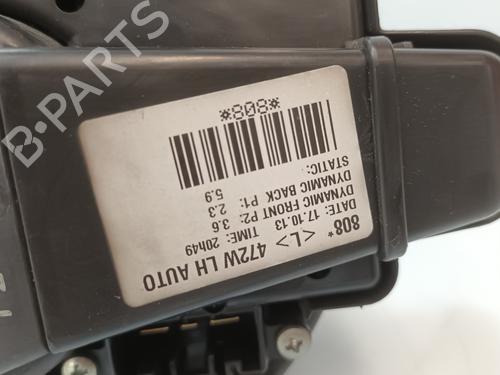 B-PARTS
*808*
808* <L> 472W LH AUTO
DATE: 17.10.13 TIME: 20h49
DYNAMIC FRONT P2: 3.6
DYNAMIC BACK P1: 2.3
STATIC: 5.9